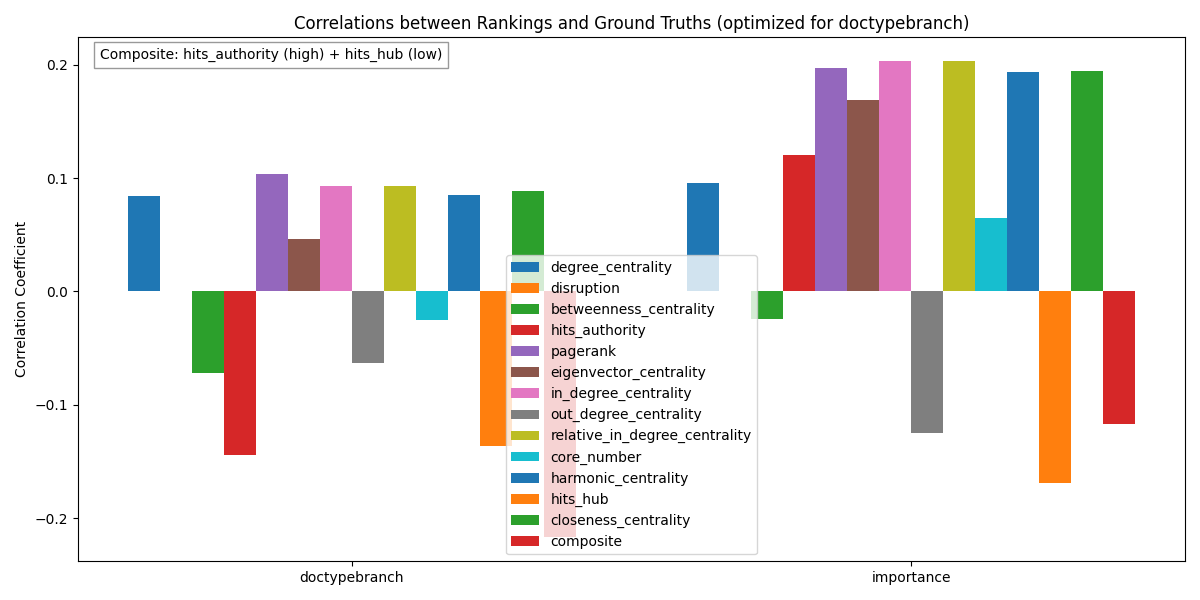 Correlations between Rankings and Ground Truths (optimized for doctypebranch)
Composite: hits_authority (high) + hits_hub (low)
Correlation Coefficient
0.2
0.1
0.0
−0.1
−0.2
degree_centrality
disruption
betweenness_centrality
hits_authority
pagerank
eigenvector_centrality
in_degree_centrality
out_degree_centrality
relative_in_degree_centrality
core_number
harmonic_centrality
hits_hub
closeness_centrality
composite
doctypebranch
importance